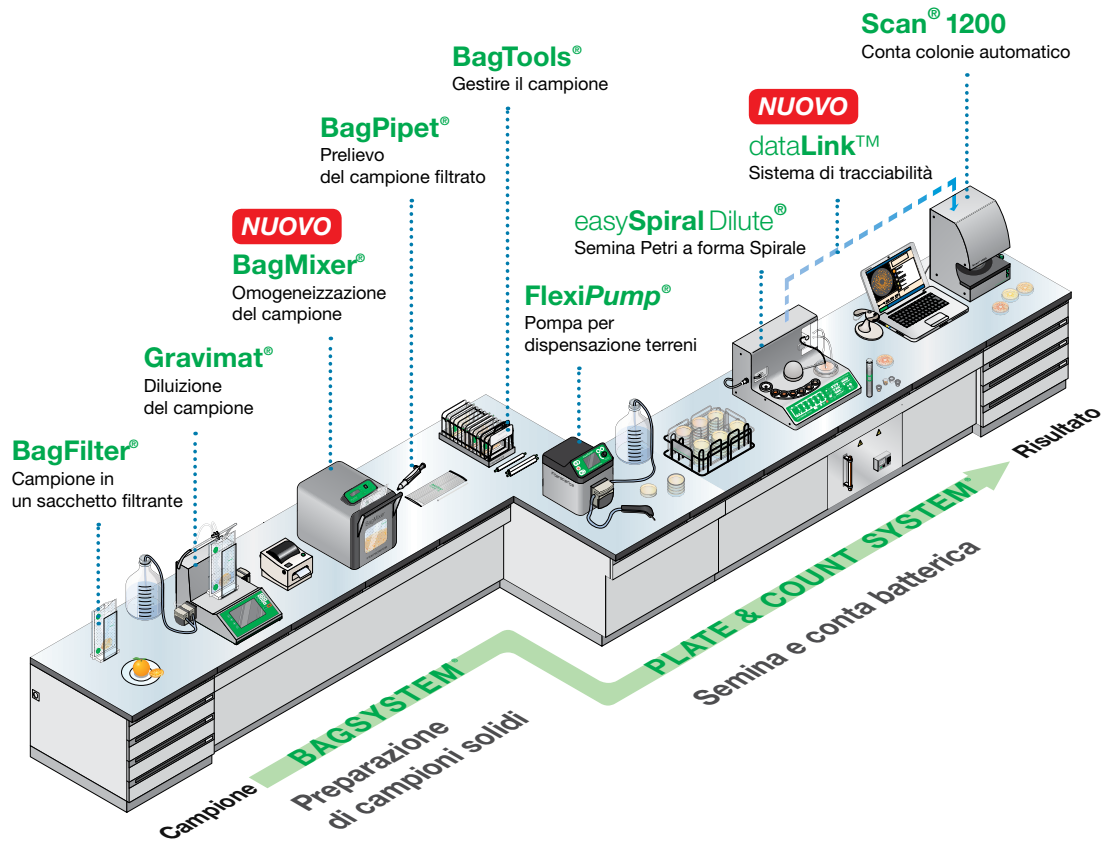 Scan® 1200
Conta colonie automatico
BagTools®
Gestire il campione
NUOVO
dataLink™
Sistema di tracciabilità
BagPipet®
Prelievo
del campione filtrato
easySpiral Dilute®
Semina Petri a forma Spirale
NUOVO
BagMixer®
Omogeneizzazione
del campione
FlexiPump®
Pompa per
dispensazione terreni
Gravimat®
Diluizione
del campione
BagFilter®
Campione in
un sacchetto filtrante
Campione
BAGSYSTEM®
Preparazione
di campioni solidi
PLATE & COUNT SYSTEM®
Semina e conta batterica
Risultato